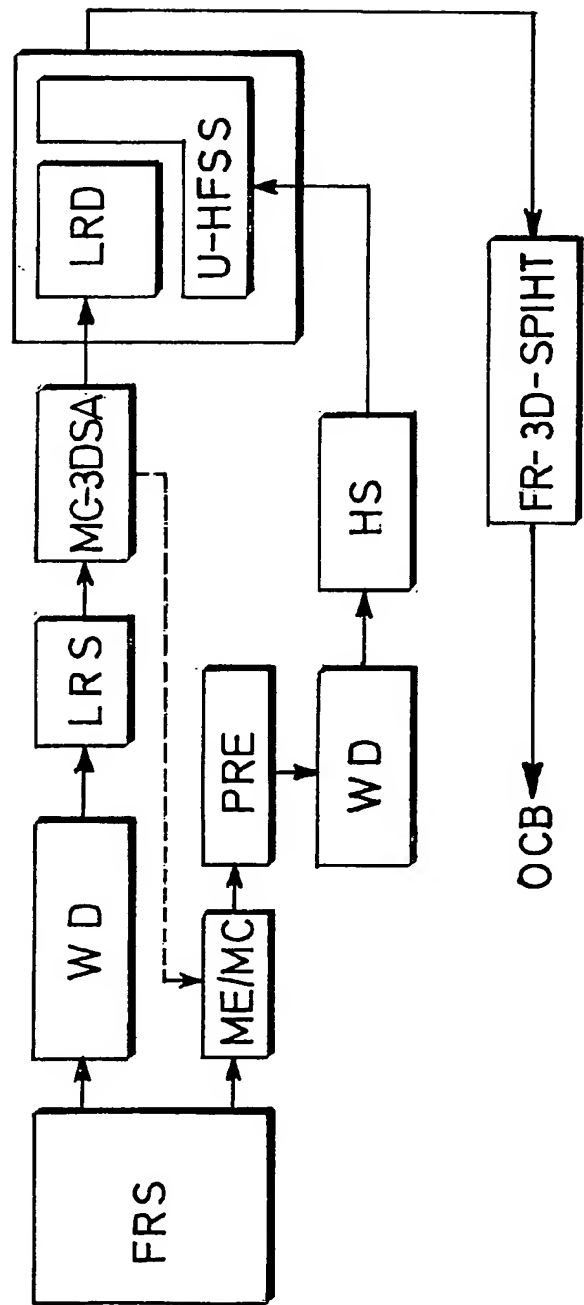 FRS
WD
LRS
MC-3DSA
LRD
U-HFSS
ME/MC
PRE
WD
HS
FR-3D-SPIHT
OCB